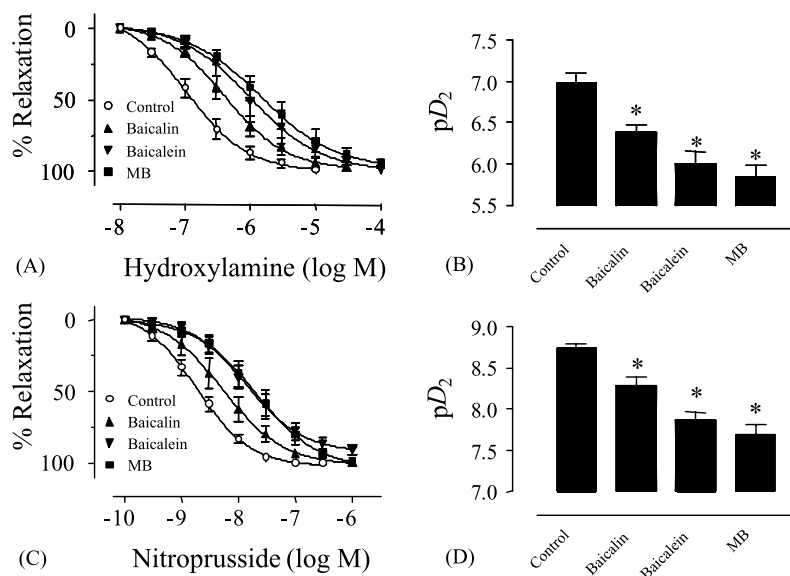 0
50
100
% Relaxation
Control
Baicalin
Baicalein
MB
-8 -7 -6 -5 -4
(A) Hydroxylamine (log M)
7.5
7.0
6.5
6.0
5.5
pD2
* * *
Control Baicalin Baicalein MB
(B)
0
50
100
% Relaxation
Control
Baicalin
Baicalein
MB
-10 -9 -8 -7 -6
(C) Nitroprusside (log M)
9.0
8.5
8.0
7.5
7.0
pD2
* * *
Control Baicalin Baicalein MB
(D)